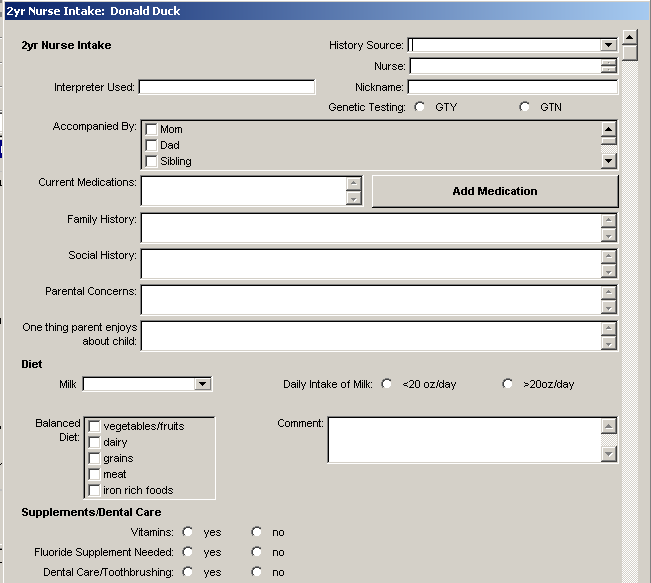 2yr Nurse Intake: Donald Duck
2yr Nurse Intake
History Source:
Nurse:
Interpreter Used:
Nickname:
Genetic Testing: GTY GTN
Accompanied By: Mom
Dad
Sibling
Current Medications:
Add Medication
Family History:
Social History:
Parental Concerns:
One thing parent enjoys
about child:
Diet
Milk
Daily Intake of Milk: <20 oz/day >20oz/day
Balanced
Diet:
vegetables/fruits
dairy
grains
meat
iron rich foods
Comment:
Supplements/Dental Care
Vitamins: yes no
Fluoride Supplement Needed: yes no
Dental Care/Toothbrushing: yes no